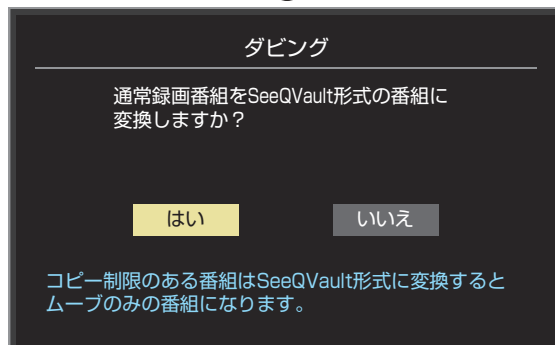 ダビング
通常録画番組をSeeQVault形式の番組に
変換しますか？
はい
いいえ
コピー制限のある番組はSeeQVault形式に変換すると
ムーブのみの番組になります。